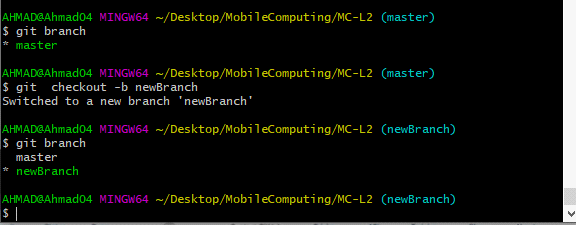 AHMAD@Ahmad04 MINGW64 ~/Desktop/MobileComputing/MC-L2 (master)
$ git branch
* master
AHMAD@Ahmad04 MINGW64 ~/Desktop/MobileComputing/MC-L2 (master)
$ git  checkout -b newBranch
Switched to a new branch 'newBranch'
AHMAD@Ahmad04 MINGW64 ~/Desktop/MobileComputing/MC-L2 (newBranch)
$ git branch
  master
* newBranch
AHMAD@Ahmad04 MINGW64 ~/Desktop/MobileComputing/MC-L2 (newBranch)
$